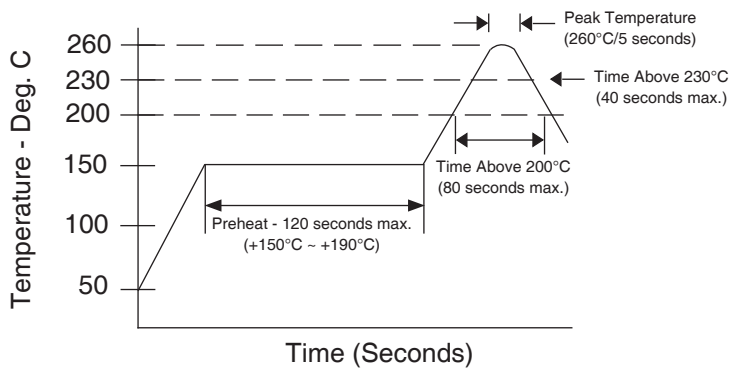 Temperature - Deg. C
260
230
200
150
100
50
Peak Temperature
(260°C/5 seconds)
Time Above 230°C
(40 seconds max.)
Time Above 200°C
(80 seconds max.)
Preheat - 120 seconds max.
(+150°C ~ +190°C)
Time (Seconds)